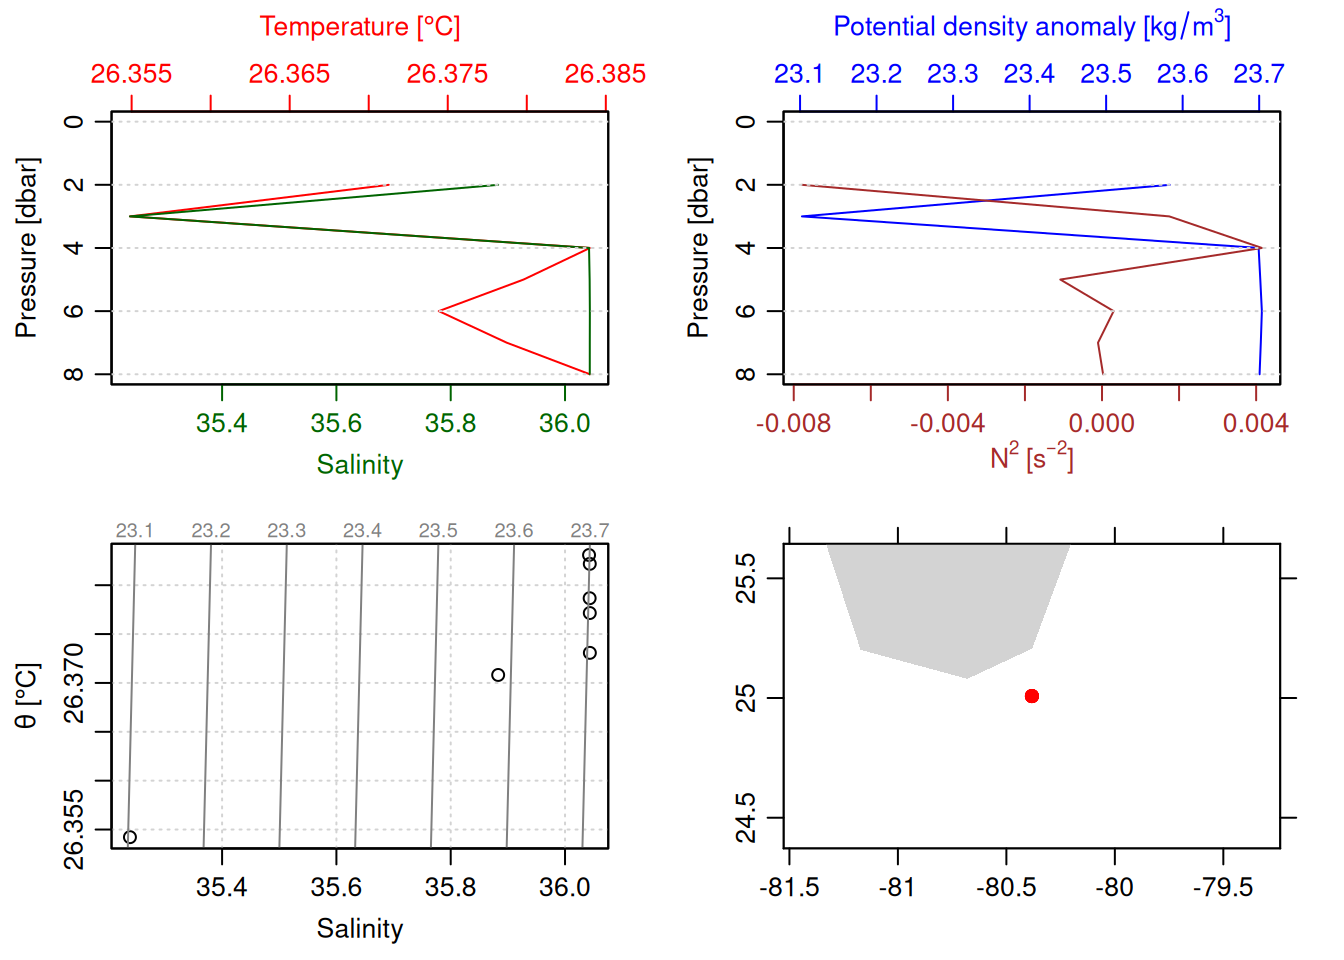 Temperature [°C]
26.355 26.365 26.375 26.385
0
2
4
6
8
Pressure [dbar]
35.4 35.6 35.8 36.0
Salinity
Potential density anomaly [kg/m³]
23.1 23.2 23.3 23.4 23.5 23.6 23.7
0
2
4
6
8
Pressure [dbar]
-0.008 -0.004 0.000 0.004
N² [s⁻²]
23.1 23.2 23.3 23.4 23.5 23.6 23.7
26.370
26.355
θ [°C]
35.4 35.6 35.8 36.0
Salinity
25.5
25
24.5
-81.5 -81 -80.5 -80 -79.5